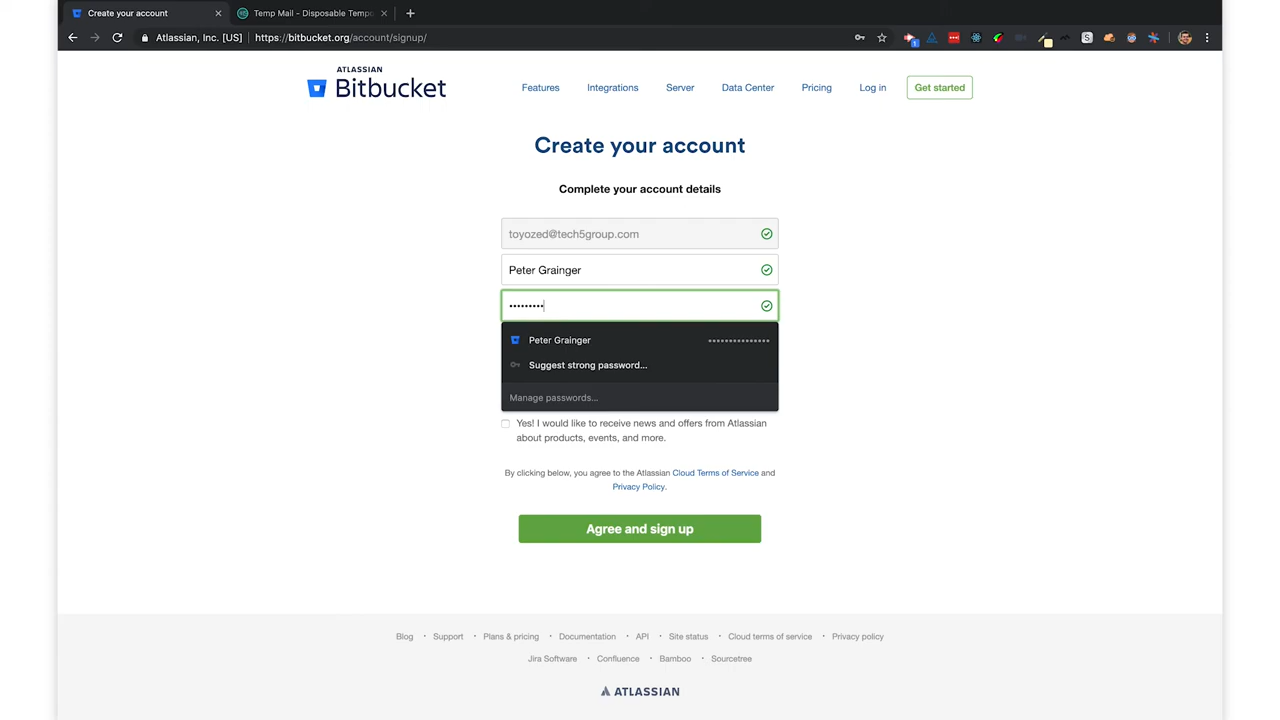 Create your account
Temp Mail - Disposable Tempo
Atlassian, Inc. [US]
https://bitbucket.org/account/signup/
ATLASSIAN
Bitbucket
Features
Integrations
Server
Data Center
Pricing
Log in
Get started
Create your account
Complete your account details
toyozed@tech5group.com
Peter Grainger
•••••••••
Peter Grainger
•••••••••••••••
Suggest strong password...
Manage passwords...
Yes! I would like to receive news and offers from Atlassian
about products, events, and more.
By clicking below, you agree to the Atlassian Cloud Terms of Service and
Privacy Policy.
Agree and sign up
Blog • Support • Plans & pricing • Documentation • API • Site status • Cloud terms of service • Privacy policy
Jira Software • Confluence • Bamboo • Sourcetree
ATLASSIAN